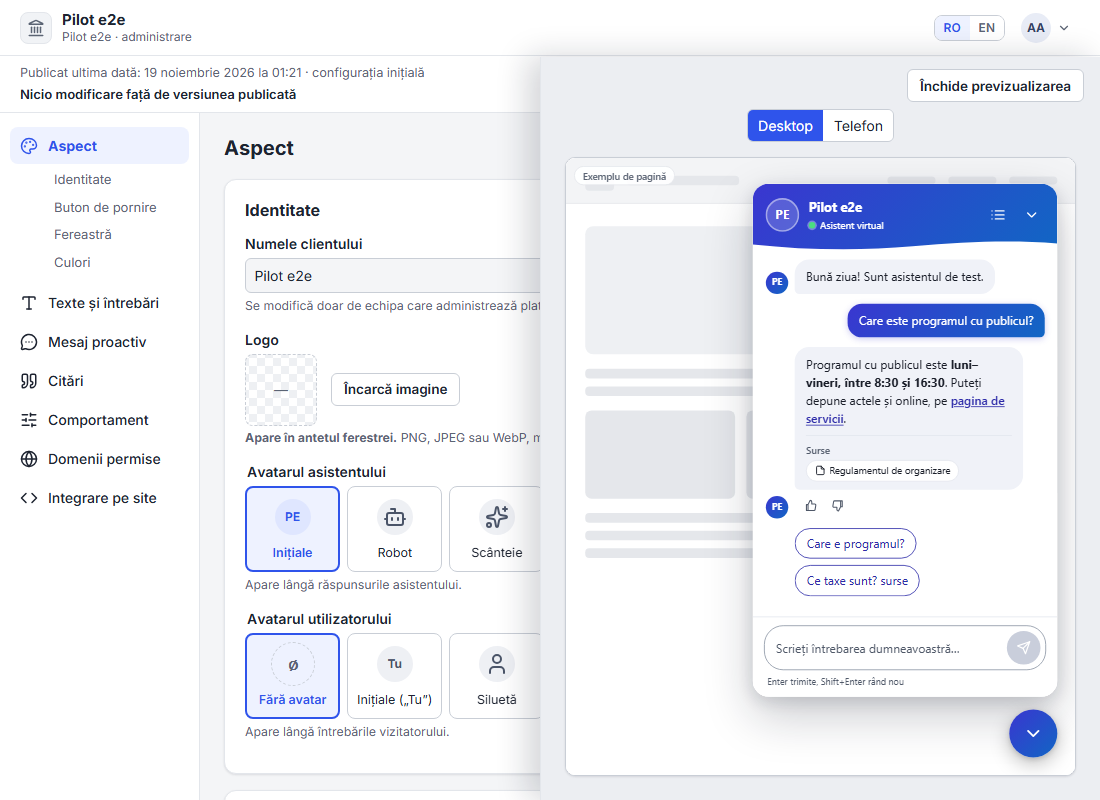 Pilot e2e
Pilot e2e · administrare
RO EN AA
Publicat ultima dată: 19 noiembrie 2026 la 01:21 · configurația inițială
Nicio modificare față de versiunea publicată
Aspect
Identitate
Buton de pornire
Fereastră
Culori
Texte și întrebări
Mesaj proactiv
Citări
Comportament
Domenii permise
Integrare pe site
Aspect
Identitate
Numele clientului
Pilot e2e
Se modifică doar de echipa care administrează
Logo
—
Încarcă imagine
Apare în antetul ferestrei. PNG, JPEG sau WebP,
Avatarul asistentului
PE
Inițiale
Robot
Scânteie
Apare lângă răspunsurile asistentului.
Avatarul utilizatorului
ø
Fără avatar
Tu
Inițiale („Tu”)
Siluetă
Apare lângă întrebările vizitatorului.
Închide previzualizarea
Desktop Telefon
Exemplu de pagină
PE
Pilot e2e
Asistent virtual
PE
Bună ziua! Sunt asistentul de test.
Care este programul cu publicul?
Programul cu publicul este luni–
vineri, între 8:30 și 16:30. Puteți
depune actele și online, pe pagina de
servicii.
Surse
Regulamentul de organizare
PE
Care e programul?
Ce taxe sunt? surse
Scrieți întrebarea dumneavoastră...
Enter trimite, Shift+Enter rând nou